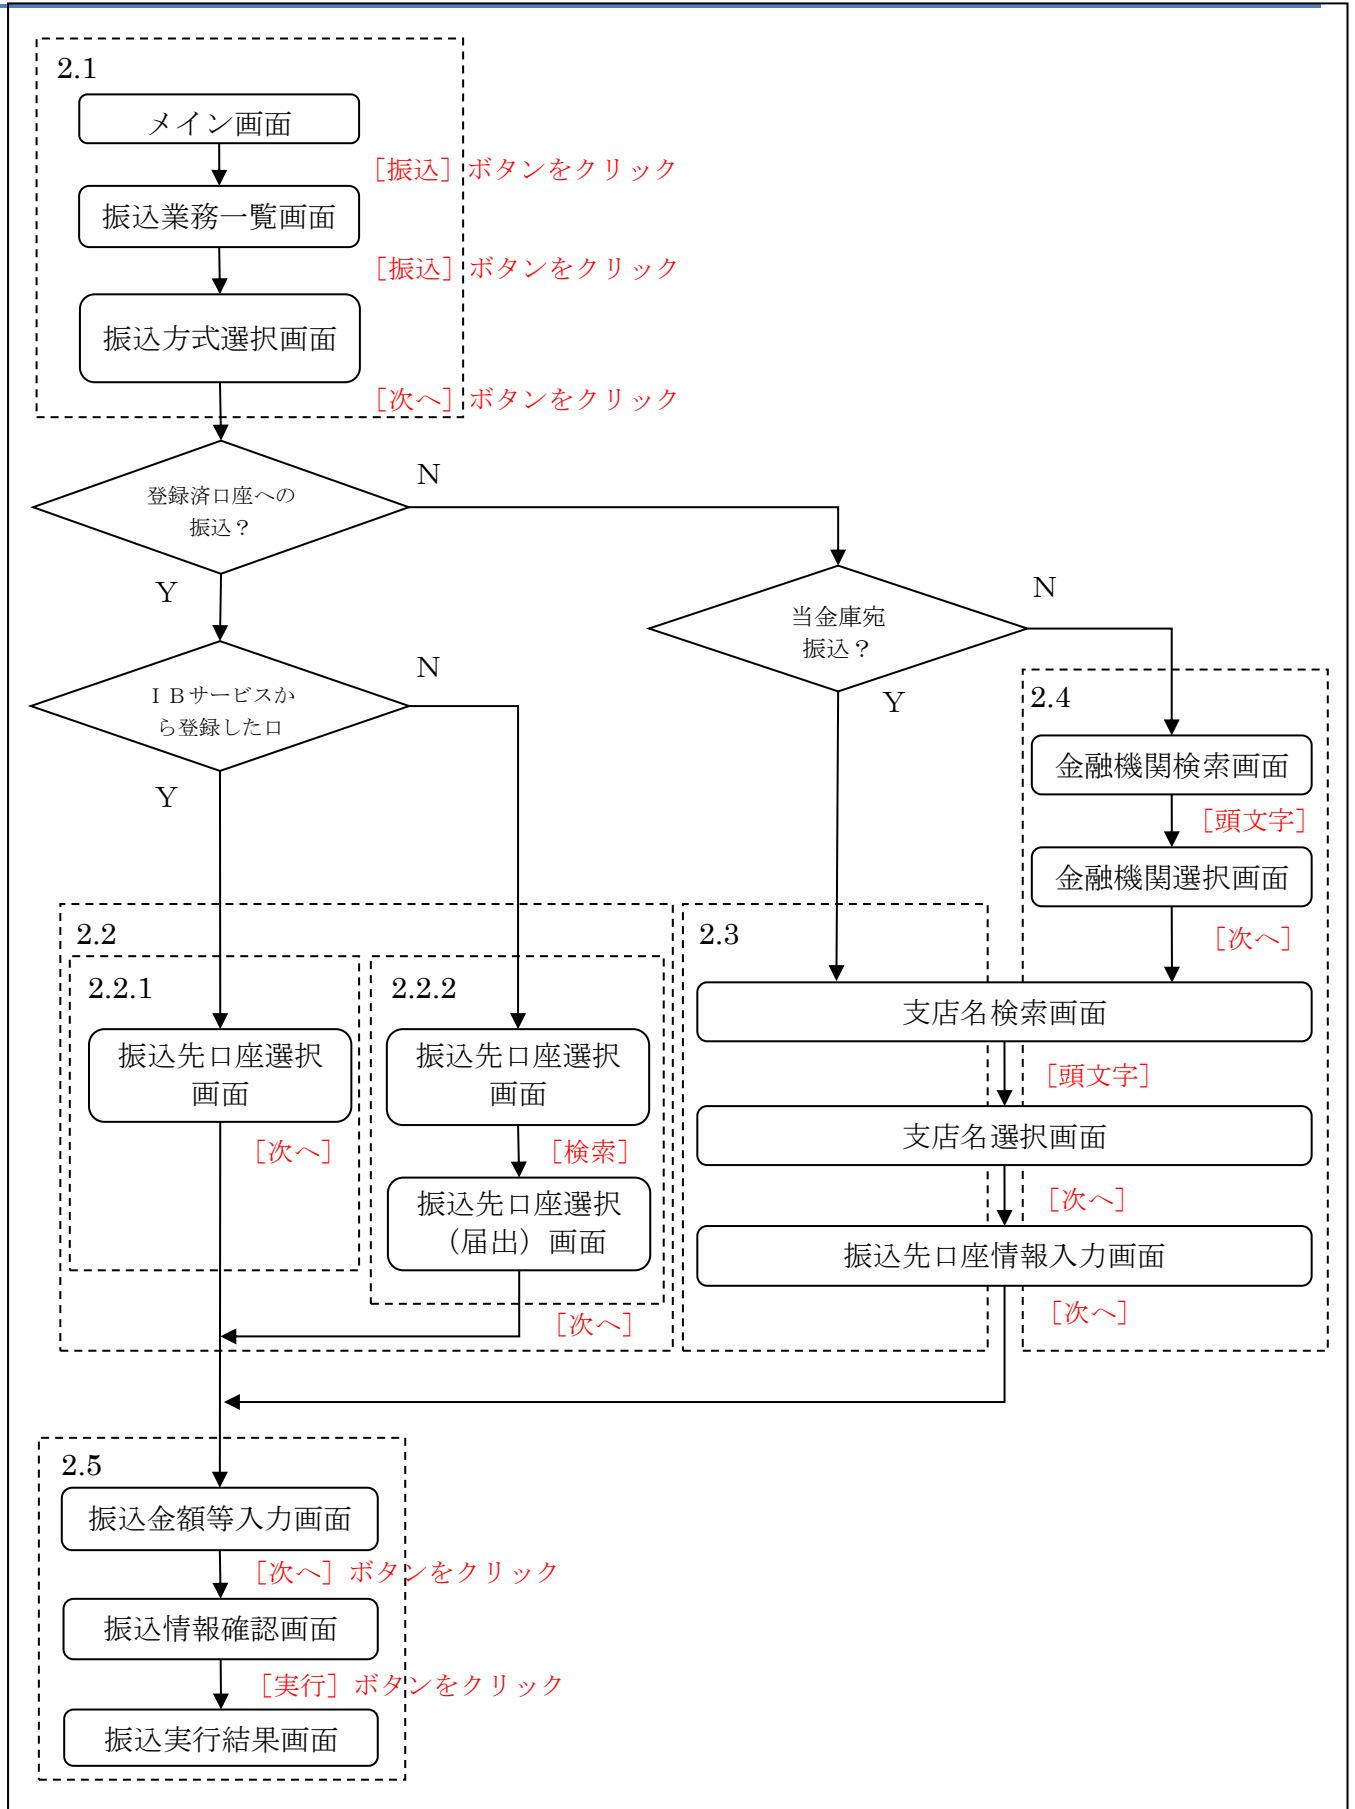 2.1
メイン画面
［振込］ボタンをクリック
振込業務一覧画面
［振込］ボタンをクリック
振込方式選択画面
［次へ］ボタンをクリック
登録済口座への
振込？
N
Y
当金庫宛
振込？
N
Y
ＩＢサービスか
ら登録した口
N
Y
2.4
金融機関検索画面
［頭文字］
金融機関選択画面
［次へ］
2.2
2.2.1
振込先口座選択
画面
［次へ］
2.2.2
振込先口座選択
画面
［検索］
振込先口座選択
（届出）画面
［次へ］
2.3
支店名検索画面
［頭文字］
支店名選択画面
［次へ］
振込先口座情報入力画面
［次へ］
2.5
振込金額等入力画面
［次へ］ボタンをクリック
振込情報確認画面
［実行］ボタンをクリック
振込実行結果画面